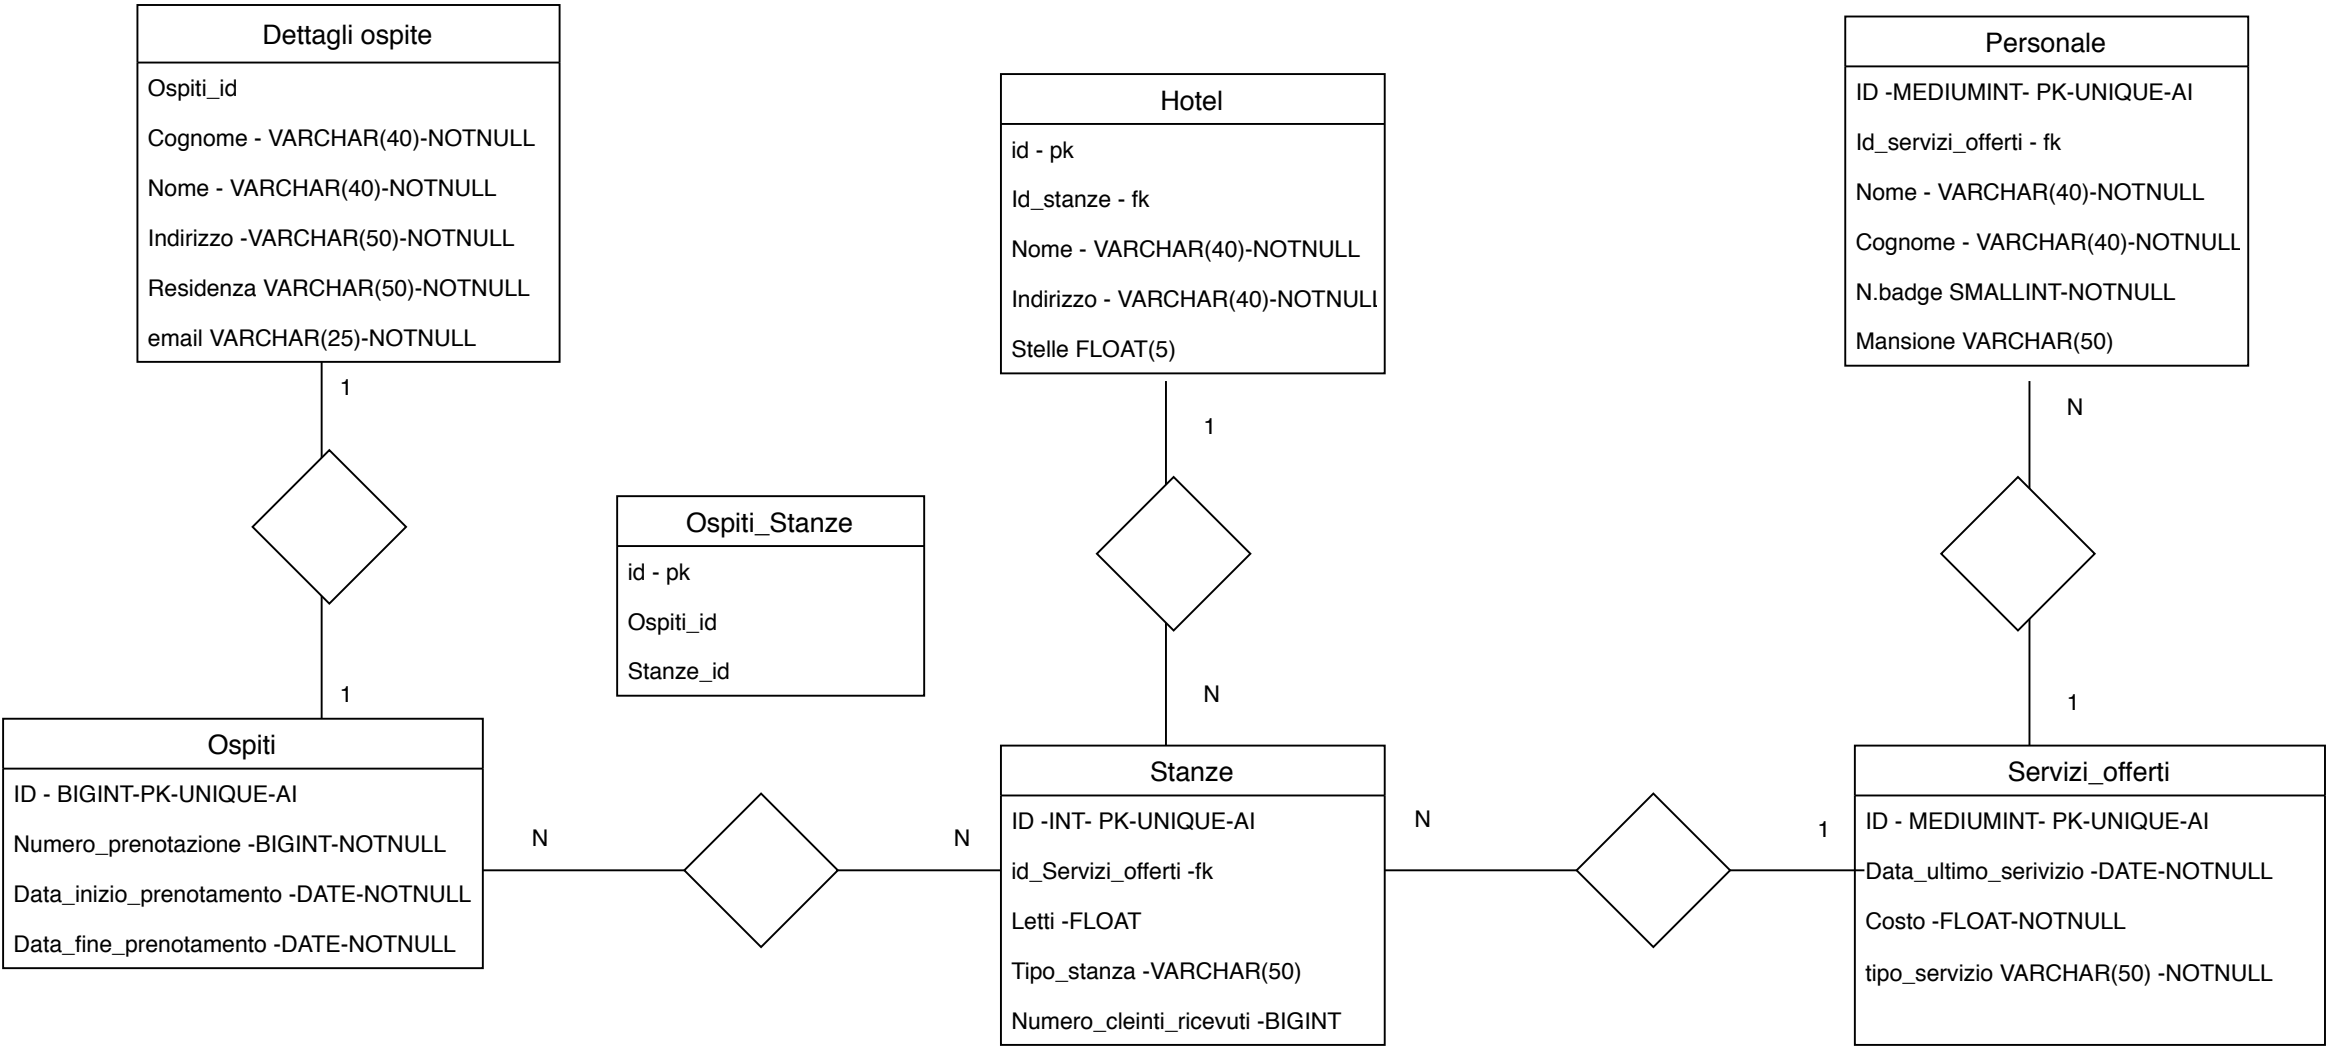 Dettagli ospite
Ospiti_id
Cognome - VARCHAR(40)-NOTNULL
Nome - VARCHAR(40)-NOTNULL
Indirizzo -VARCHAR(50)-NOTNULL
Residenza VARCHAR(50)-NOTNULL
email VARCHAR(25)-NOTNULL
1
1
Ospiti
ID - BIGINT-PK-UNIQUE-AI
Numero_prenotazione -BIGINT-NOTNULL
Data_inizio_prenotamento -DATE-NOTNULL
Data_fine_prenotamento -DATE-NOTNULL
N
N
Ospiti_Stanze
id - pk
Ospiti_id
Stanze_id
Hotel
id - pk
Id_stanze - fk
Nome - VARCHAR(40)-NOTNULL
Indirizzo - VARCHAR(40)-NOTNULL
Stelle FLOAT(5)
1
N
Stanze
ID -INT- PK-UNIQUE-AI
id_Servizi_offerti -fk
Letti -FLOAT
Tipo_stanza -VARCHAR(50)
Numero_cleinti_ricevuti -BIGINT
N
1
Personale
ID -MEDIUMINT- PK-UNIQUE-AI
Id_servizi_offerti - fk
Nome - VARCHAR(40)-NOTNULL
Cognome - VARCHAR(40)-NOTNULL
N.badge SMALLINT-NOTNULL
Mansione VARCHAR(50)
N
1
Servizi_offerti
ID - MEDIUMINT- PK-UNIQUE-AI
Data_ultimo_serivizio -DATE-NOTNULL
Costo -FLOAT-NOTNULL
tipo_servizio VARCHAR(50) -NOTNULL